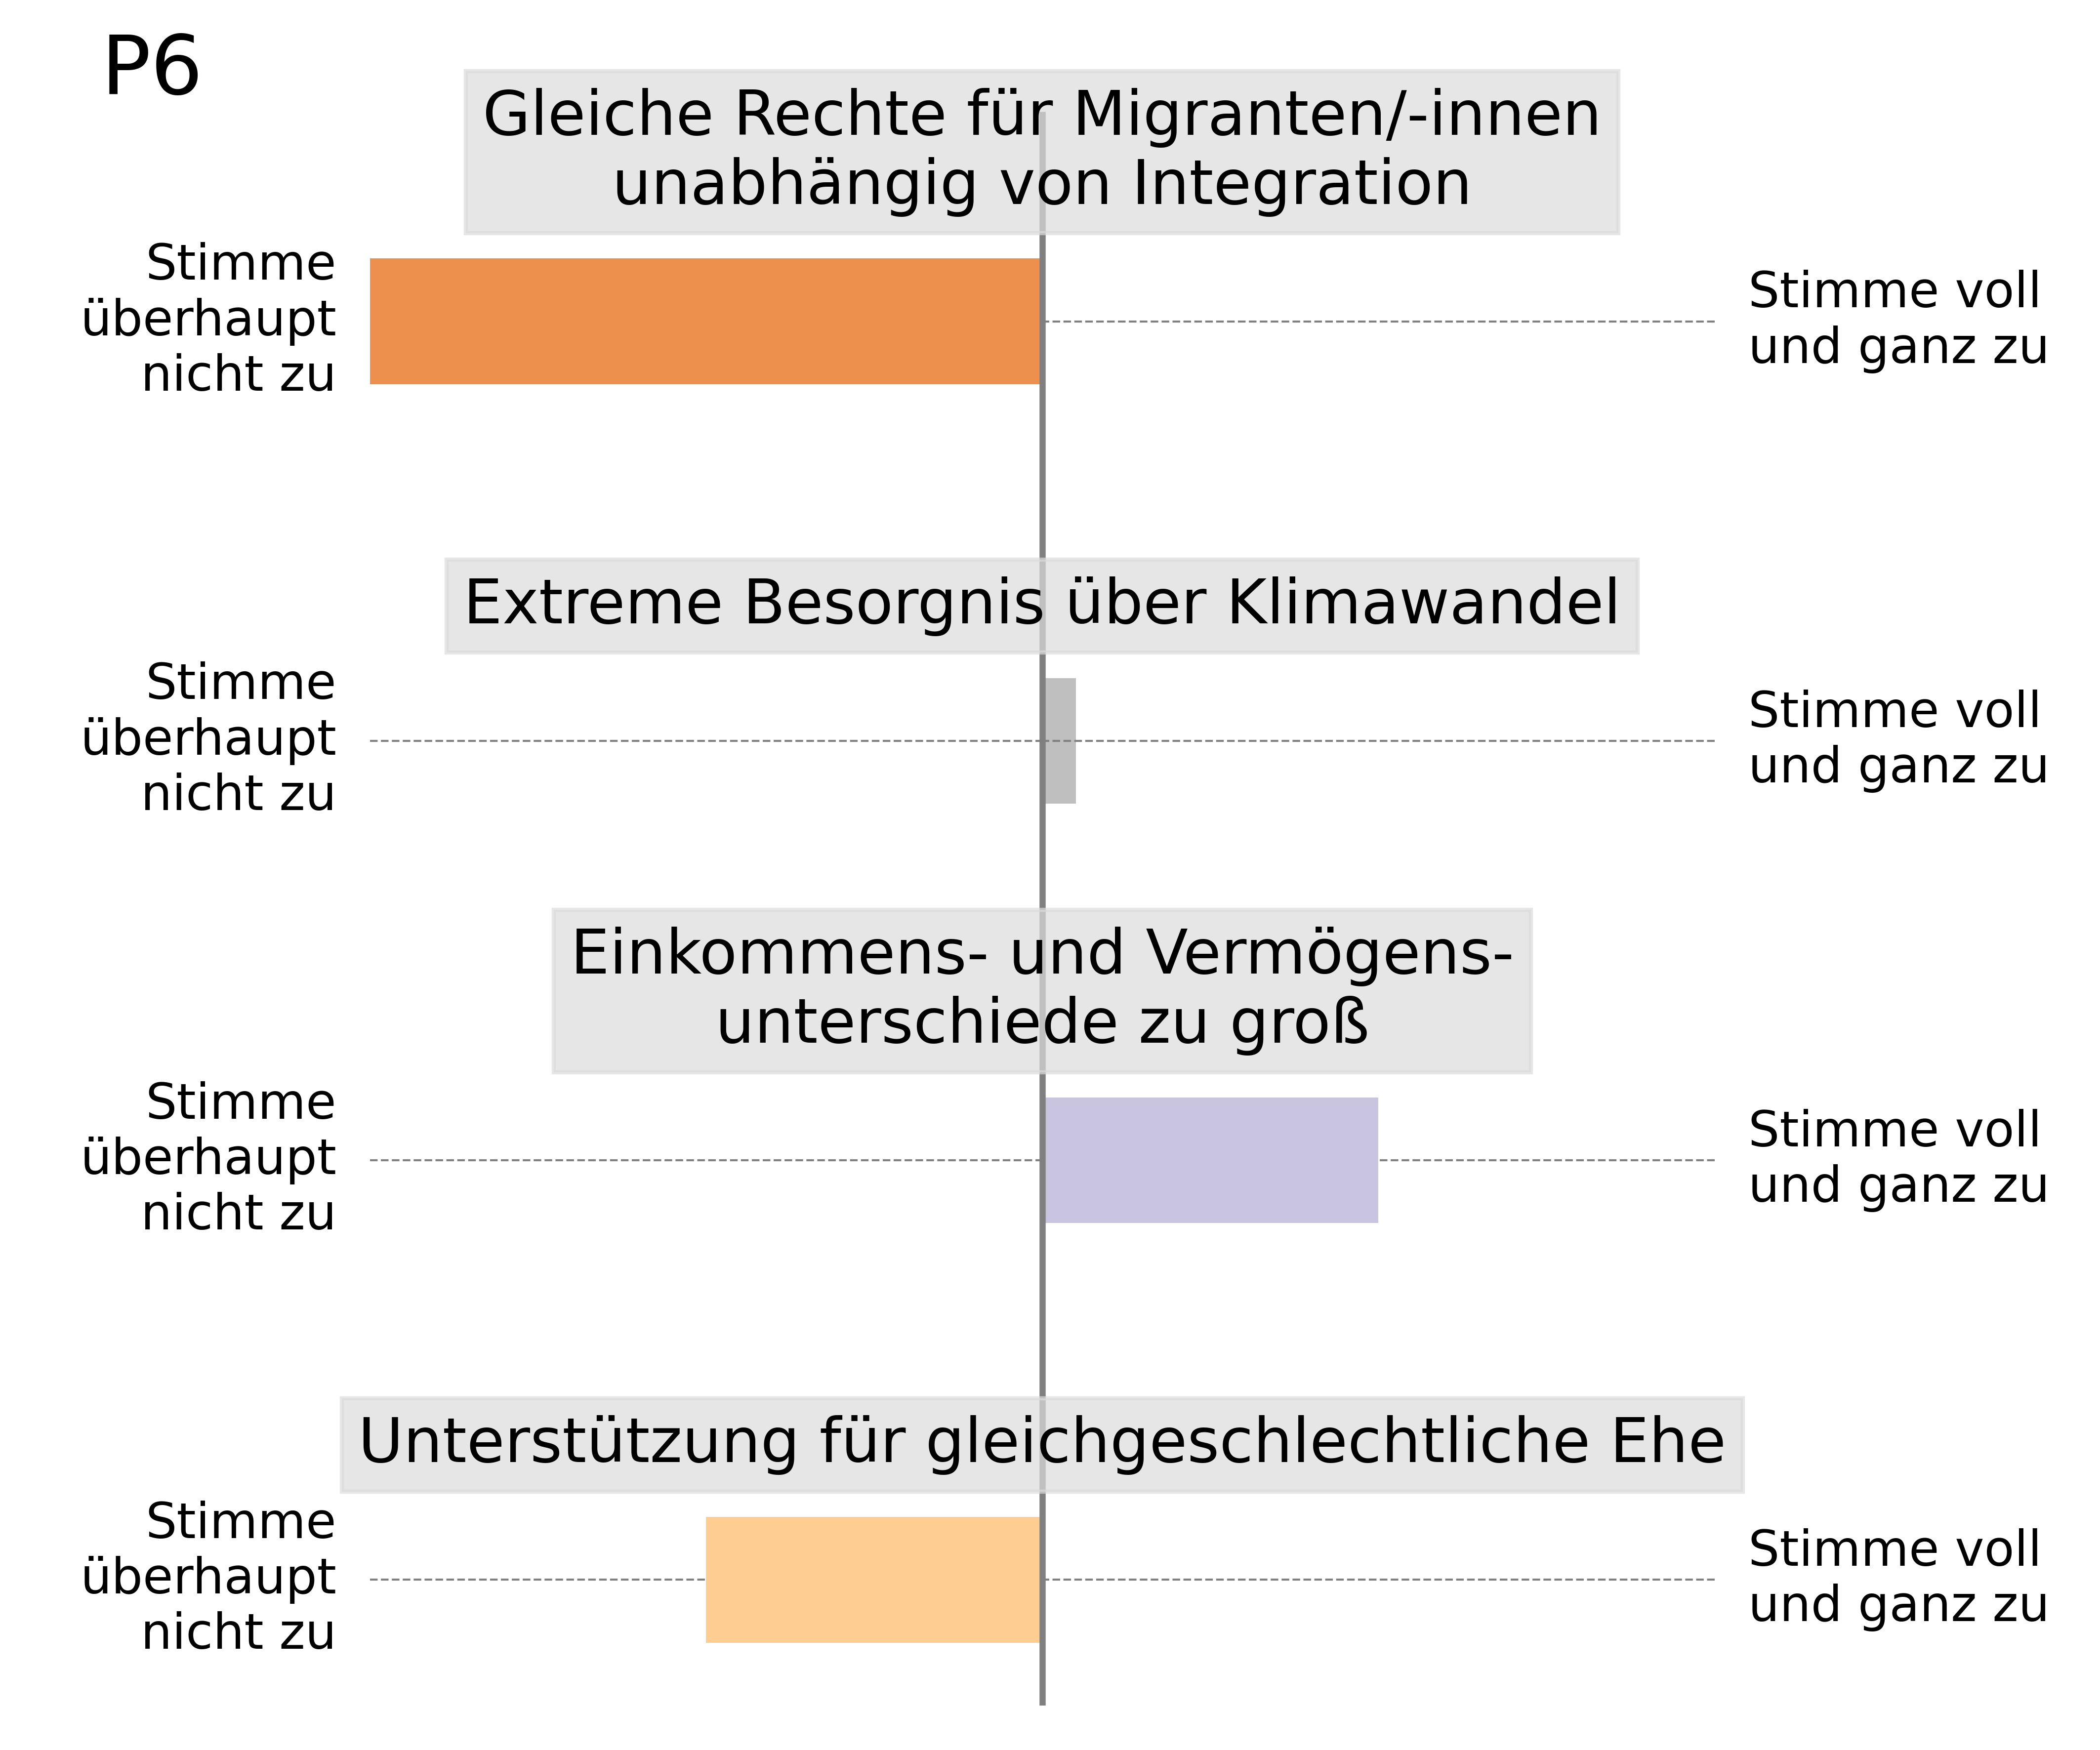 P6
Gleiche Rechte für Migranten/-innen
unabhängig von Integration
Stimme
überhaupt
nicht zu
Stimme voll
und ganz zu
Extreme Besorgnis über Klimawandel
Stimme
überhaupt
nicht zu
Stimme voll
und ganz zu
Einkommens- und Vermögens-
unterschiede zu groß
Stimme
überhaupt
nicht zu
Stimme voll
und ganz zu
Unterstützung für gleichgeschlechtliche Ehe
Stimme
überhaupt
nicht zu
Stimme voll
und ganz zu